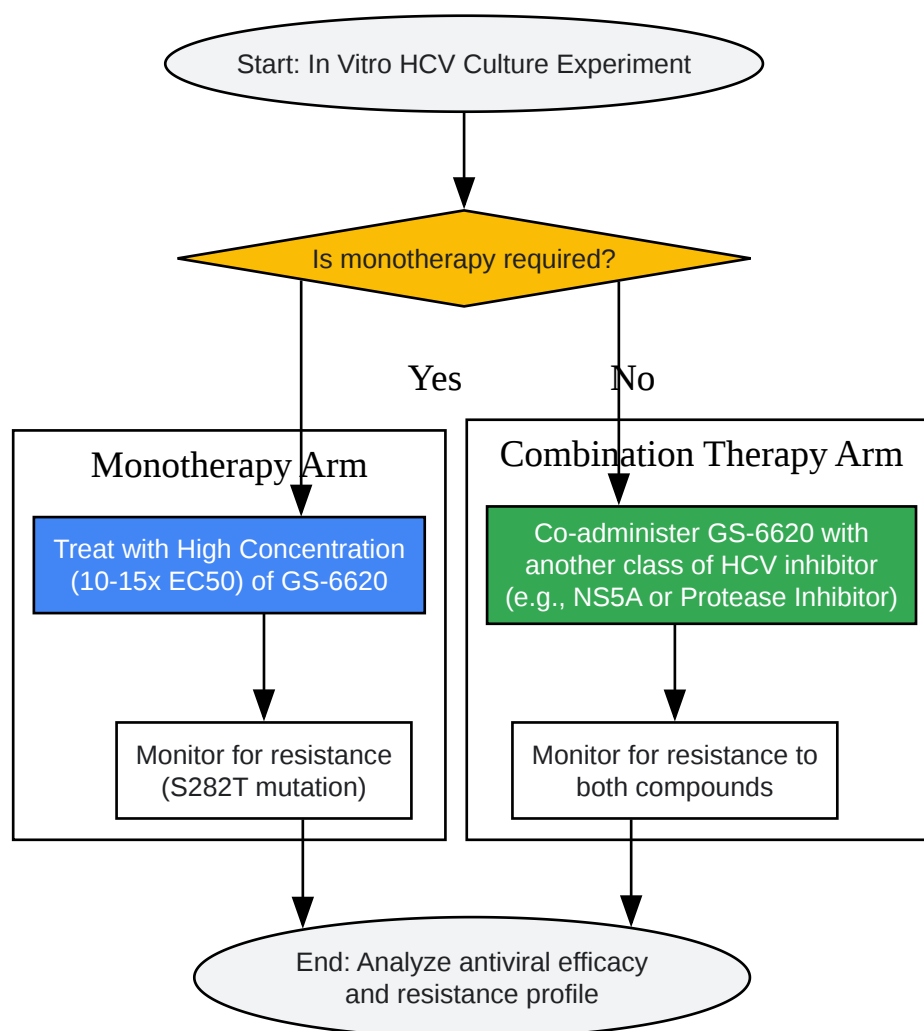 Start: In Vitro HCV Culture Experiment
Is monotherapy required?
Yes
No
Monotherapy Arm
Treat with High Concentration
(10-15x EC50) of GS-6620
Monitor for resistance
(S282T mutation)
Combination Therapy Arm
Co-administer GS-6620 with
another class of HCV inhibitor
(e.g., NS5A or Protease Inhibitor)
Monitor for resistance to
both compounds
End: Analyze antiviral efficacy
and resistance profile